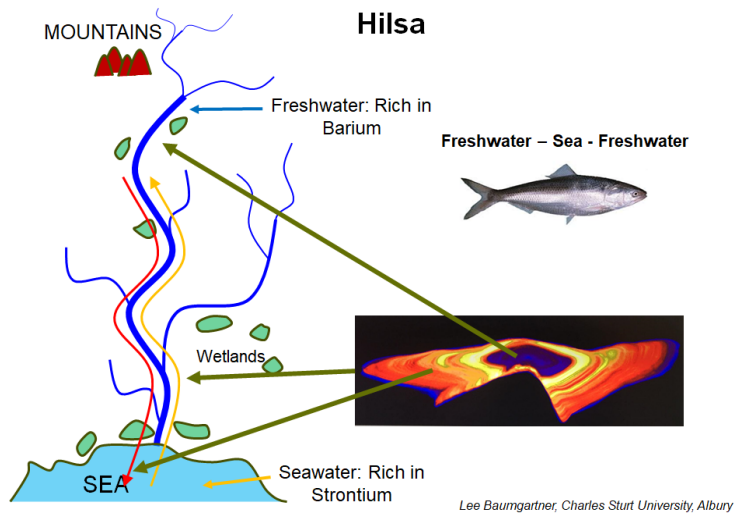 Hilsa
MOUNTAINS
Freshwater: Rich in
Barium
Freshwater – Sea - Freshwater
Wetlands
SEA
Seawater: Rich in
Strontium
Lee Baumgartner, Charles Sturt University, Albury